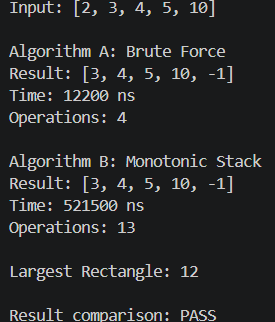 Input: [2, 3, 4, 5, 10]
Algorithm A: Brute Force
Result: [3, 4, 5, 10, -1]
Time: 12200 ns
Operations: 4
Algorithm B: Monotonic Stack
Result: [3, 4, 5, 10, -1]
Time: 521500 ns
Operations: 13
Largest Rectangle: 12
Result comparison: PASS